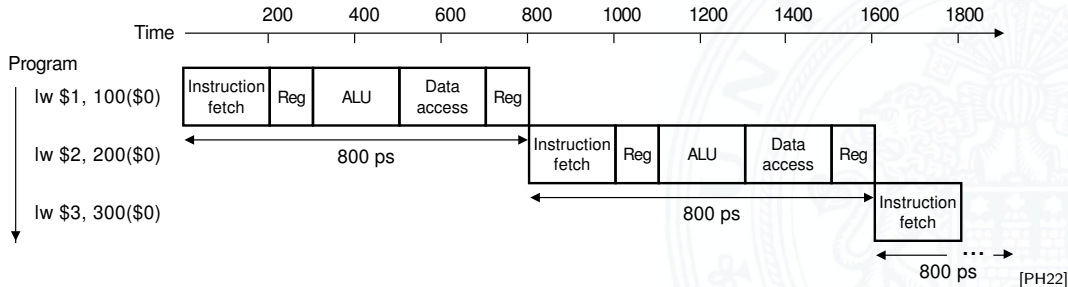 200 400 600 800 1000 1200 1400 1600 1800
Time
Program
lw $1, 100($0)
Instruction fetch
Reg
ALU
Data access
Reg
800 ps
lw $2, 200($0)
Instruction fetch
Reg
ALU
Data access
Reg
800 ps
lw $3, 300($0)
Instruction fetch
...
800 ps
[PH22]